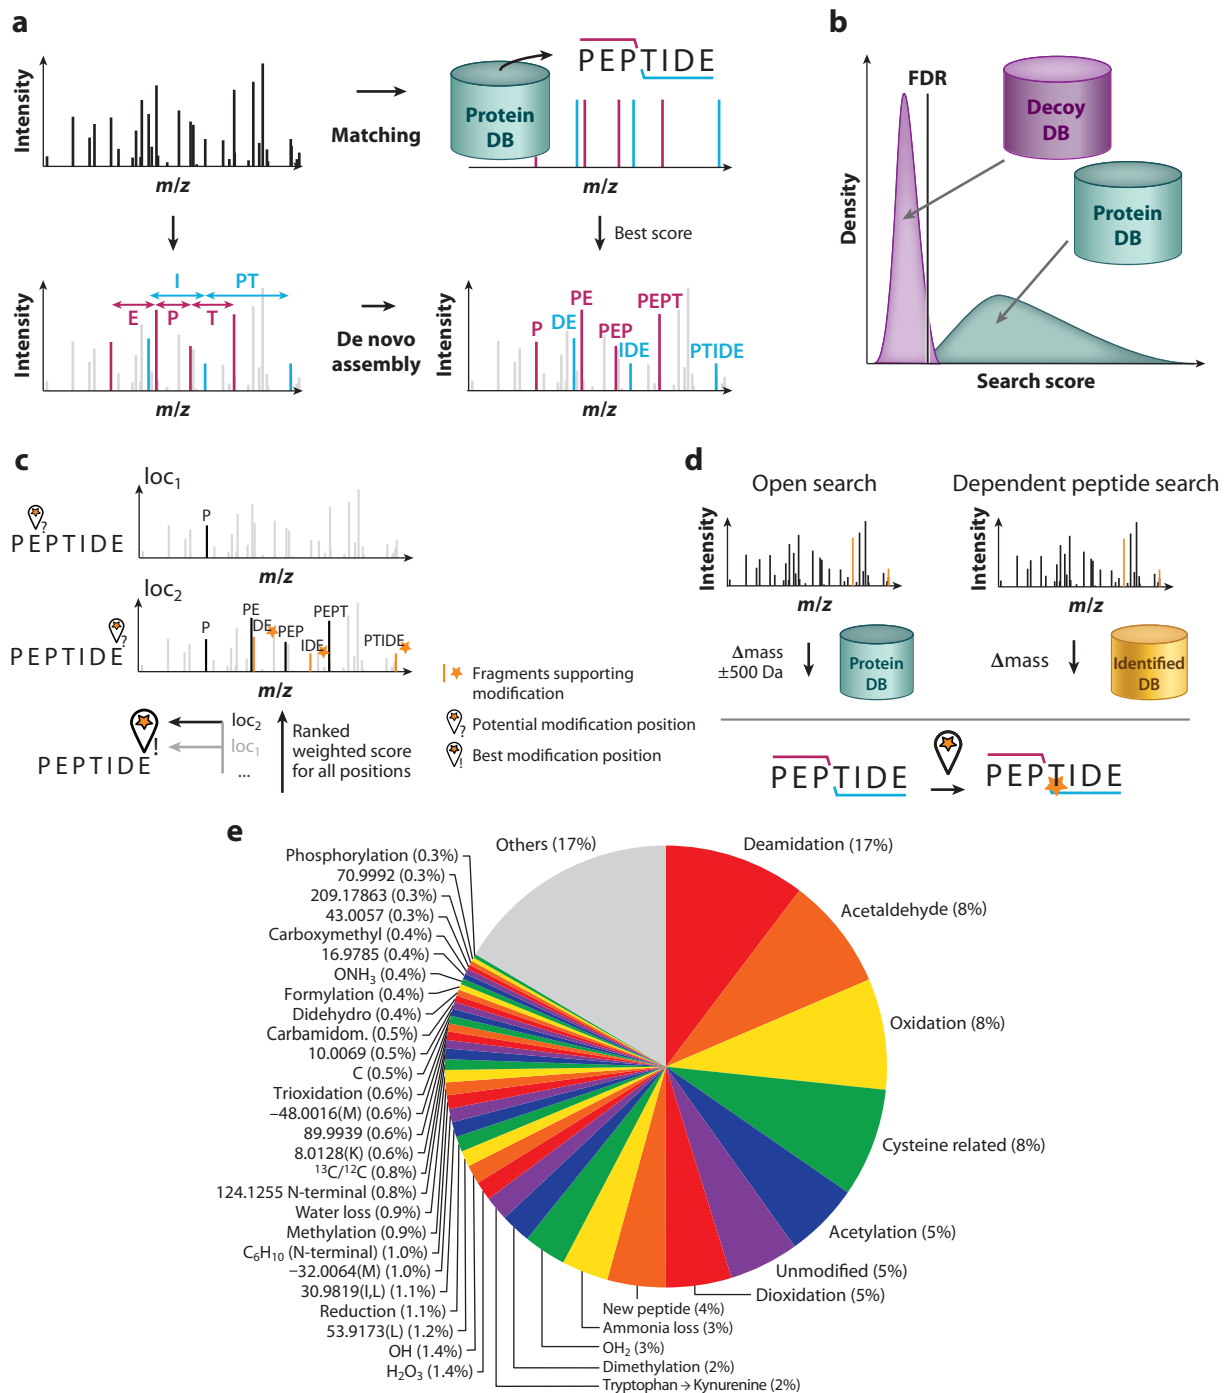 a
Intensity
m/z
Matching
Protein
DB
PEPTIDE
m/z
Best score
Intensity
I
PT
E
P
T
m/z
De novo
assembly
Intensity
P
DE
PE
PEP
IDE
PEPT
PTIDE
m/z
b
Density
FDR
Decoy
DB
Protein
DB
Search score
c
loc1
P
?
PEPTIDE
m/z
loc2
P
PE
DE
PEP
IDE
PEPT
PTIDE
?
PEPTIDE
m/z
!
PEPTIDE
loc2
loc1
...
Ranked
weighted score
for all positions
Fragments supporting
modification
?
Potential modification position
!
Best modification position
d
Open search
Intensity
m/z
Δmass
±500 Da
Protein
DB
Dependent peptide search
Intensity
m/z
Δmass
Identified
DB
PEPTIDE
PEPTIDE
e
Others (17%)
Deamidation (17%)
Acetaldehyde (8%)
Oxidation (8%)
Cysteine related (8%)
Acetylation (5%)
Unmodified (5%)
Dioxidation (5%)
New peptide (4%)
Ammonia loss (3%)
OH2 (3%)
Dimethylation (2%)
Tryptophan → Kynurenine (2%)
Phosphorylation (0.3%)
70.9992 (0.3%)
209.17863 (0.3%)
43.0057 (0.3%)
Carboxymethyl (0.4%)
16.9785 (0.4%)
ONH3 (0.4%)
Formylation (0.4%)
Didehydro (0.4%)
Carbamidom. (0.5%)
10.0069 (0.5%)
C (0.5%)
Trioxidation (0.6%)
−48.0016(M) (0.6%)
89.9939 (0.6%)
8.0128(K) (0.6%)
13C/12C (0.8%)
124.1255 N-terminal (0.8%)
Water loss (0.9%)
Methylation (0.9%)
C6H10 (N-terminal) (1.0%)
−32.0064(M) (1.0%)
30.9819(I,L) (1.1%)
Reduction (1.1%)
53.9173(L) (1.2%)
OH (1.4%)
H2O3 (1.4%)